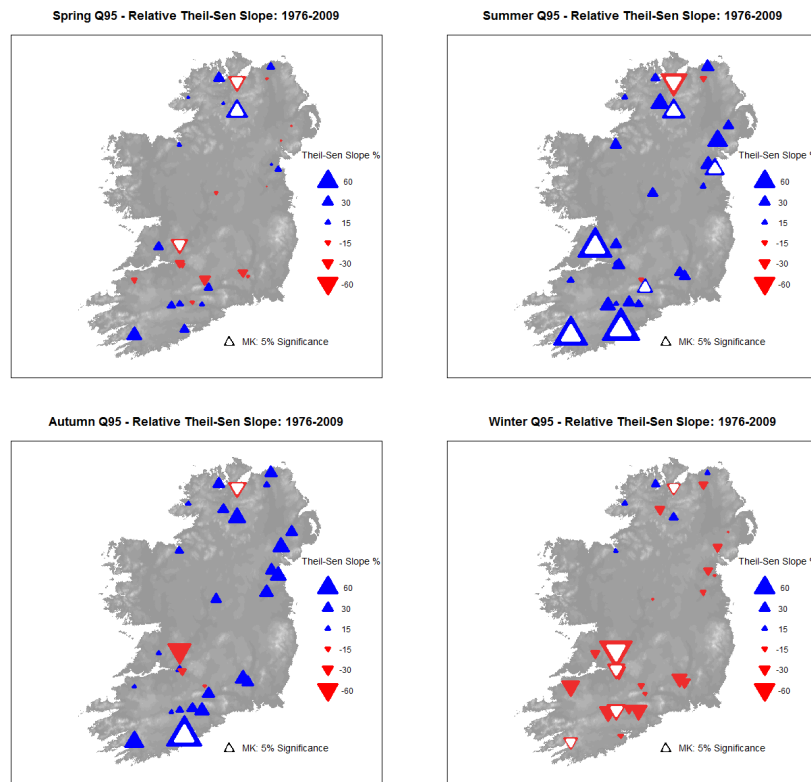 Spring Q95 - Relative Theil-Sen Slope: 1976-2009
Theil-Sen Slope %
60
30
15
-15
-30
-60
MK: 5% Significance
Summer Q95 - Relative Theil-Sen Slope: 1976-2009
Theil-Sen Slope %
60
30
15
-15
-30
-60
MK: 5% Significance
Autumn Q95 - Relative Theil-Sen Slope: 1976-2009
Theil-Sen Slope %
60
30
15
-15
-30
-60
MK: 5% Significance
Winter Q95 - Relative Theil-Sen Slope: 1976-2009
Theil-Sen Slope %
60
30
15
-15
-30
-60
MK: 5% Significance